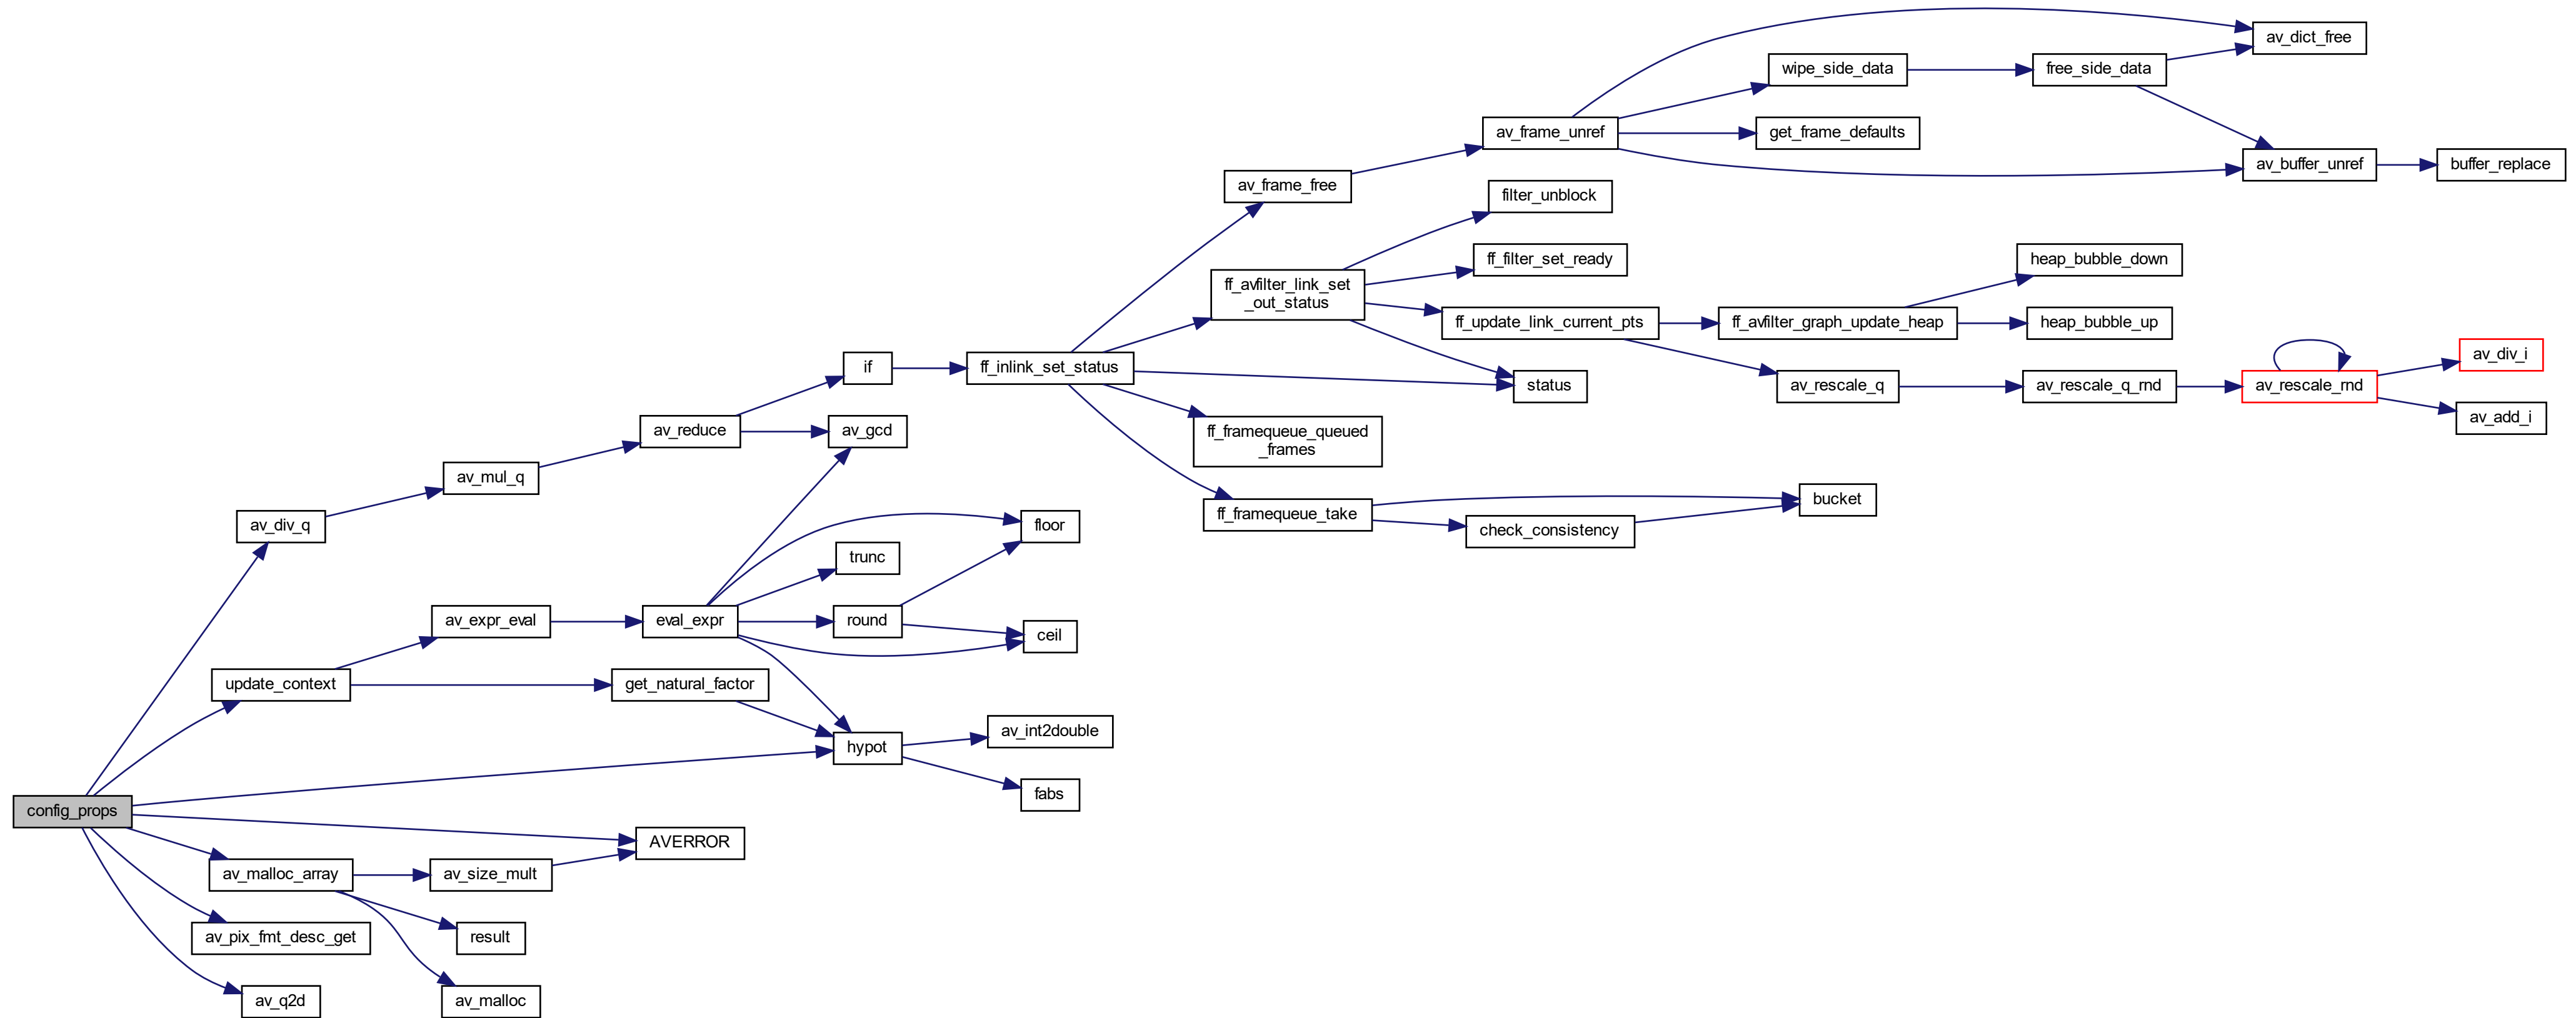 av_dict_free
wipe_side_data
free_side_data
av_frame_unref
get_frame_defaults
av_buffer_unref
buffer_replace
av_frame_free
filter_unblock
ff_filter_set_ready
heap_bubble_down
ff_avfilter_link_set
_out_status
ff_update_link_current_pts
ff_avfilter_graph_update_heap
heap_bubble_up
if
ff_inlink_set_status
status
av_rescale_q
av_rescale_q_rnd
av_rescale_rnd
av_div_i
av_add_i
av_reduce
av_gcd
ff_framequeue_queued
_frames
av_mul_q
ff_framequeue_take
bucket
check_consistency
av_div_q
floor
trunc
av_expr_eval
eval_expr
round
ceil
update_context
get_natural_factor
hypot
av_int2double
fabs
config_props
AVERROR
av_malloc_array
av_size_mult
av_pix_fmt_desc_get
result
av_q2d
av_malloc